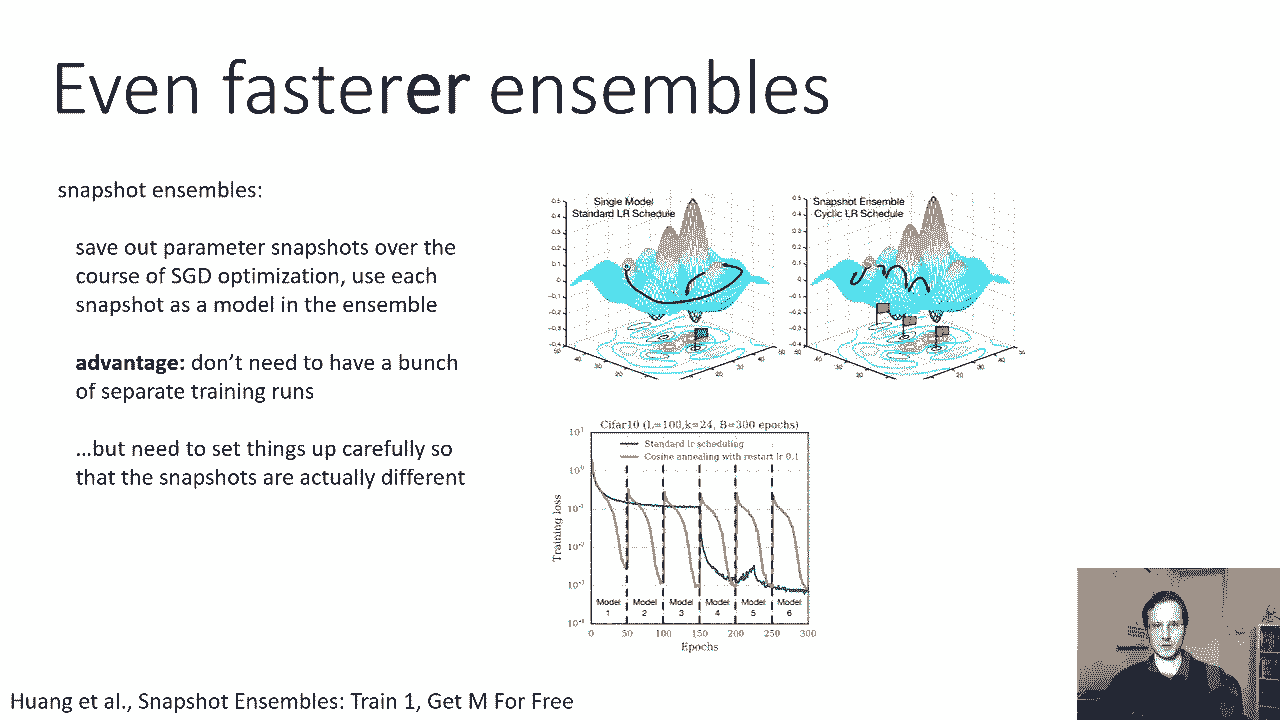 Even fasterer ensembles
snapshot ensembles:
save out parameter snapshots over the
course of SGD optimization, use each
snapshot as a model in the ensemble
advantage: don't need to have a bunch
of separate training runs
…but need to set things up carefully so
that the snapshots are actually different
Single Model
Standard LR Schedule
Snapshot Ensemble
Cyclic LR Schedule
Cifar10 (L=100,k=24, B=300 epochs)
Standard lr scheduling
Cosine annealing with restart lr 0.1
Training loss
Model Model Model Model Model Model
1 2 3 4 5 6
0 50 100 150 200 250 300
Epochs
Huang et al., Snapshot Ensembles: Train 1, Get M For Free